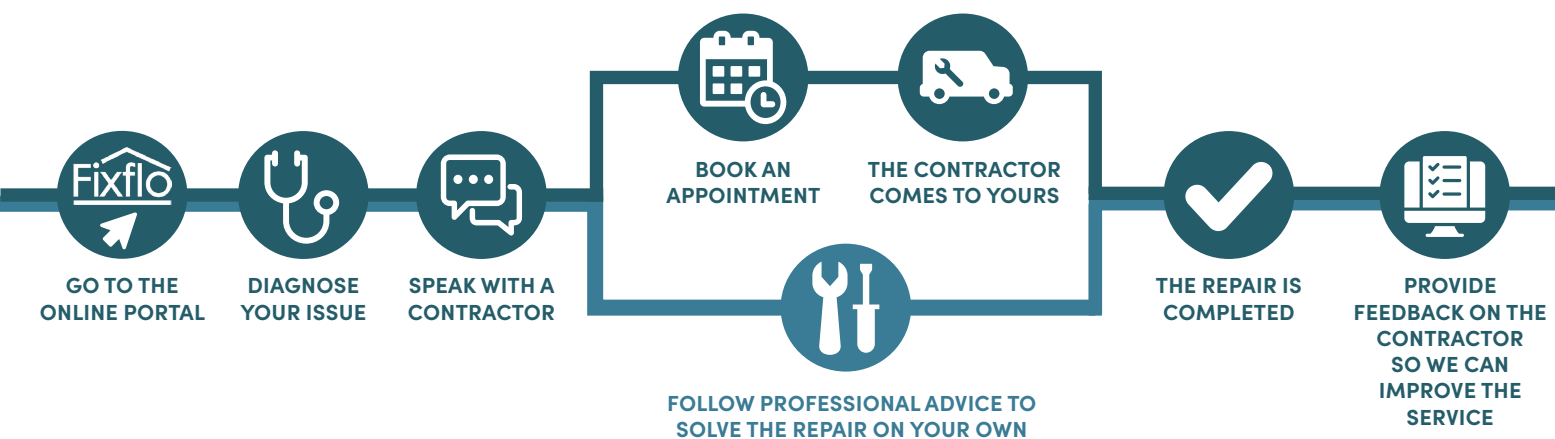 Fixflo
GO TO THE
ONLINE PORTAL
DIAGNOSE
YOUR ISSUE
SPEAK WITH A
CONTRACTOR
BOOK AN
APPOINTMENT
THE CONTRACTOR
COMES TO YOURS
FOLLOW PROFESSIONAL ADVICE TO
SOLVE THE REPAIR ON YOUR OWN
THE REPAIR IS
COMPLETED
PROVIDE
FEEDBACK ON THE
CONTRACTOR
SO WE CAN
IMPROVE THE
SERVICE